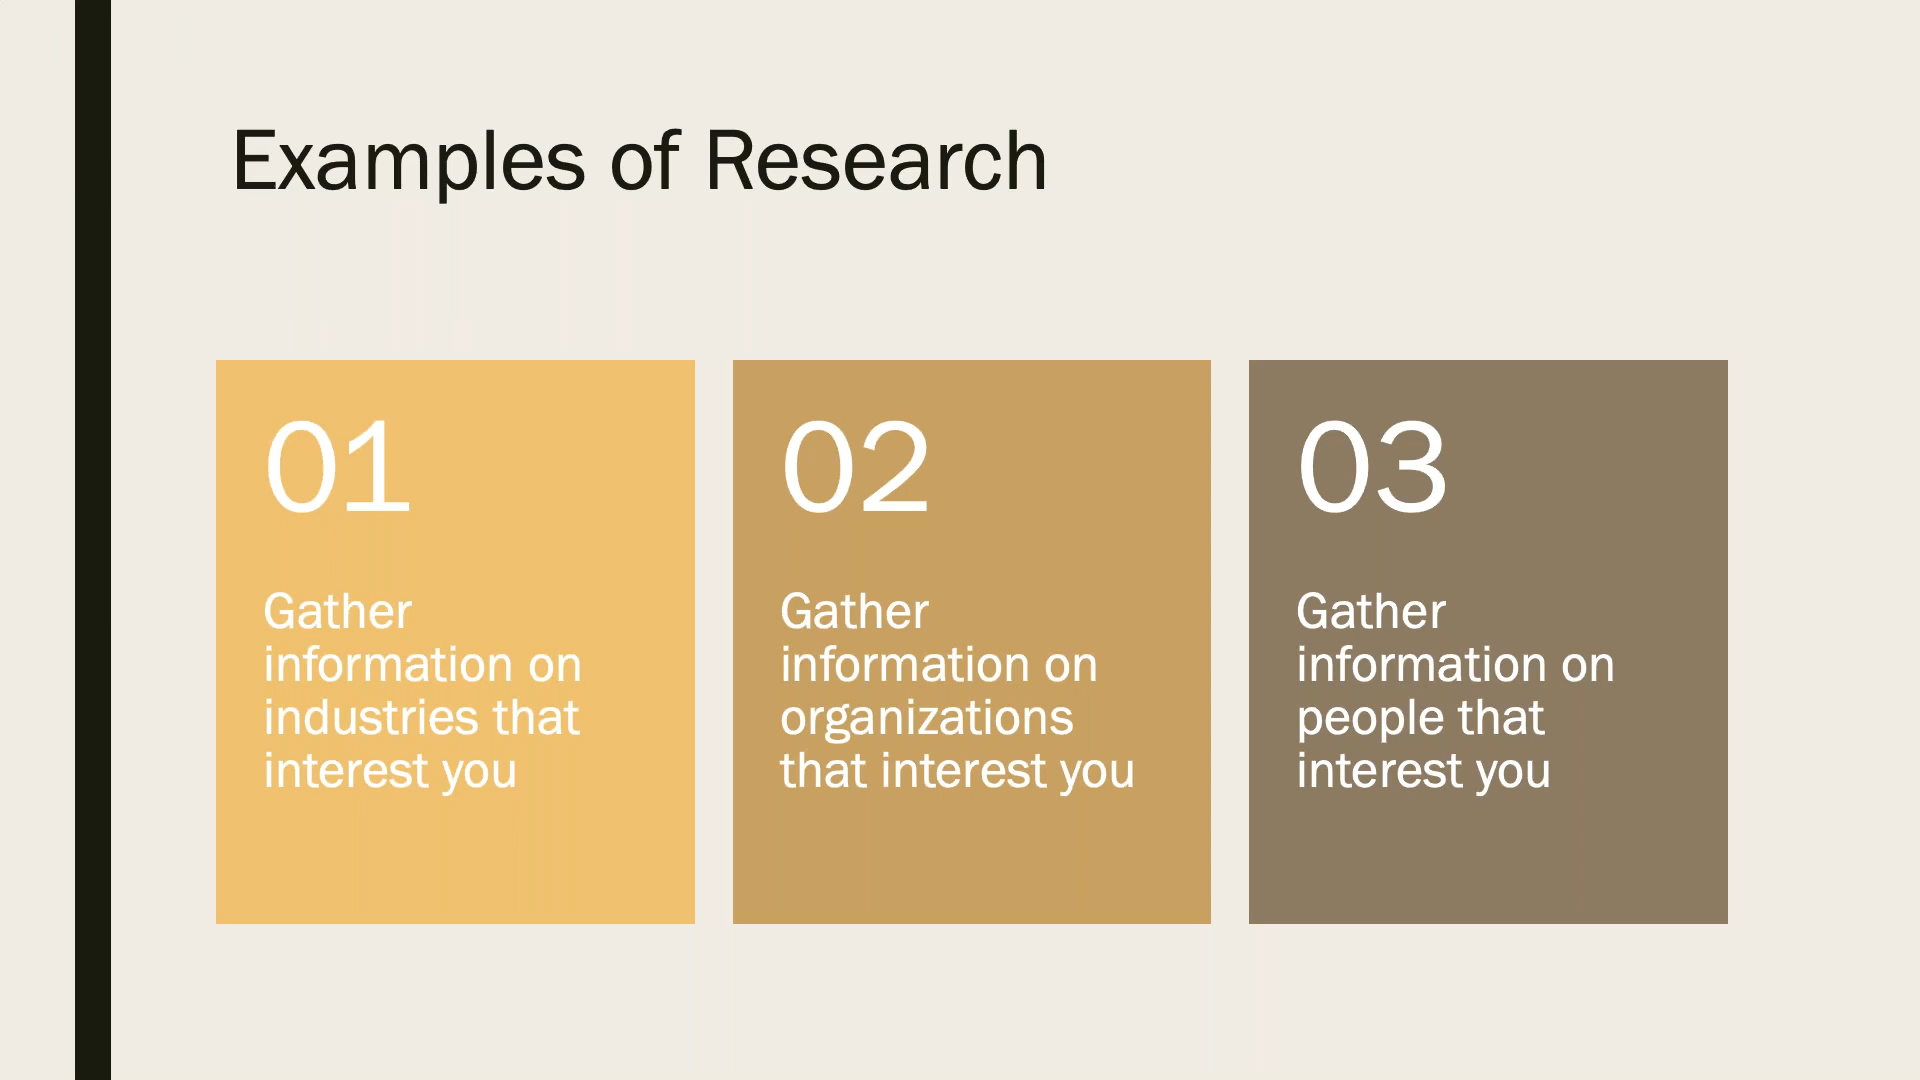 Examples of Research
01
Gather
information on
industries that
interest you
02
Gather
information on
organizations
that interest you
03
Gather
information on
people that
interest you